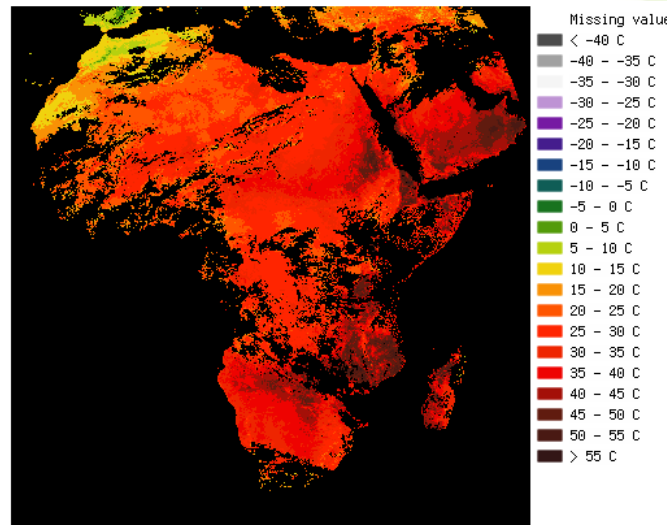 Missing value
< -40 C
-40 - -35 C
-35 - -30 C
-30 - -25 C
-25 - -20 C
-20 - -15 C
-15 - -10 C
-10 - -5 C
-5 - 0 C
0 - 5 C
5 - 10 C
10 - 15 C
15 - 20 C
20 - 25 C
25 - 30 C
30 - 35 C
35 - 40 C
40 - 45 C
45 - 50 C
50 - 55 C
> 55 C